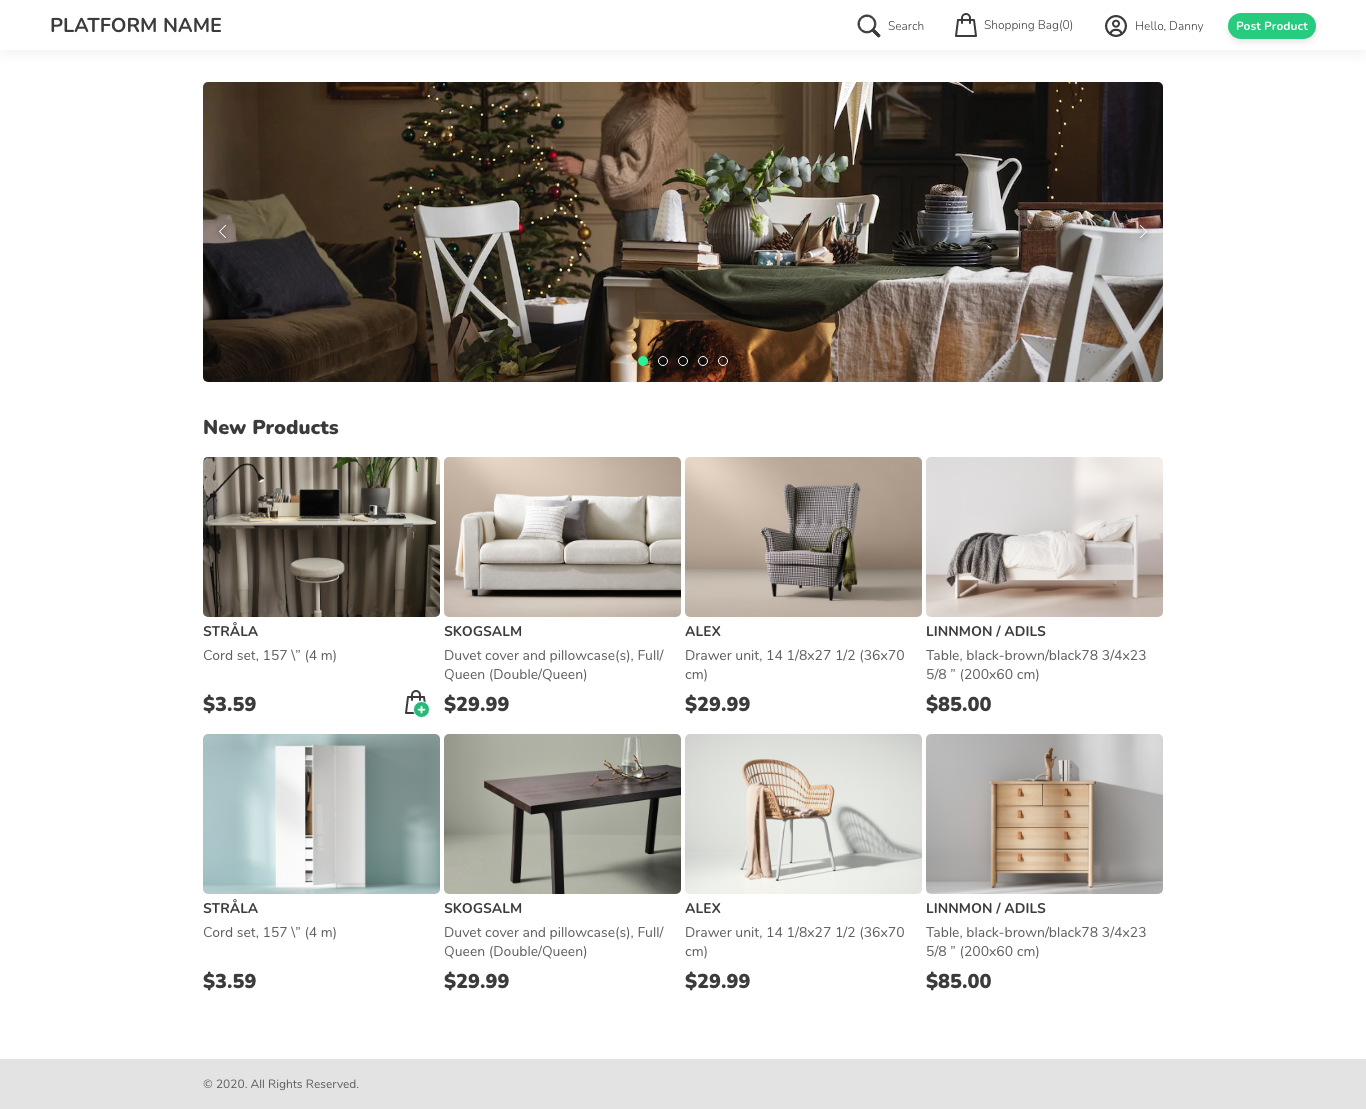 PLATFORM NAME
Search
Shopping Bag(0)
Hello, Danny
Post Product
New Products
STRÅLA
Cord set, 157 \” (4 m)
$3.59
SKOGSALM
Duvet cover and pillowcase(s), Full/
Queen (Double/Queen)
$29.99
ALEX
Drawer unit, 14 1/8x27 1/2 (36x70
cm)
$29.99
LINNMON / ADILS
Table, black-brown/black78 3/4x23
5/8 ” (200x60 cm)
$85.00
STRÅLA
Cord set, 157 \” (4 m)
$3.59
SKOGSALM
Duvet cover and pillowcase(s), Full/
Queen (Double/Queen)
$29.99
ALEX
Drawer unit, 14 1/8x27 1/2 (36x70
cm)
$29.99
LINNMON / ADILS
Table, black-brown/black78 3/4x23
5/8 ” (200x60 cm)
$85.00
© 2020. All Rights Reserved.